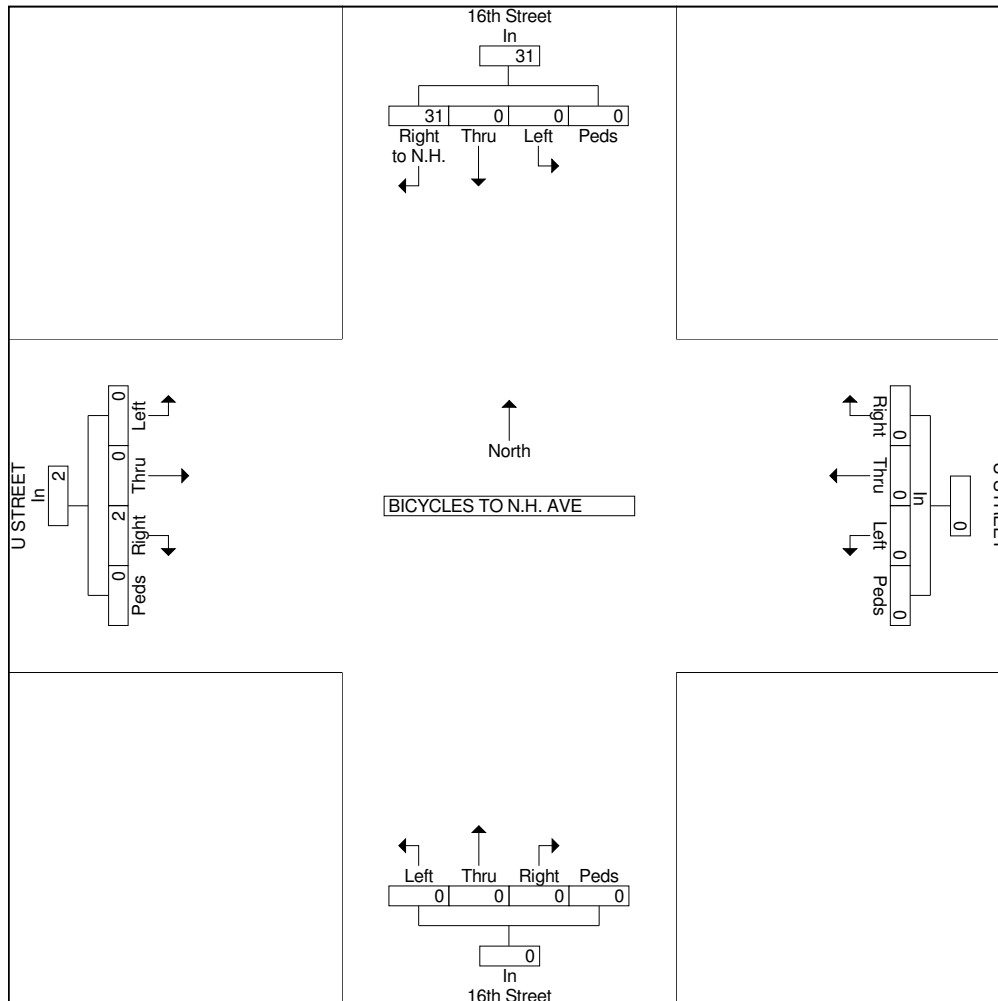 16th Street
In
31
31 0 0 0
Right Thru Left Peds
to N.H.
U STREET
In
2
0 0 2 0
Left Thru Right Peds
North
BICYCLES TO N.H. AVE
Right Thru Left Peds
0 0 0 0
In
0
U STREET
Left Thru Right Peds
0 0 0 0
0
In
16th Street